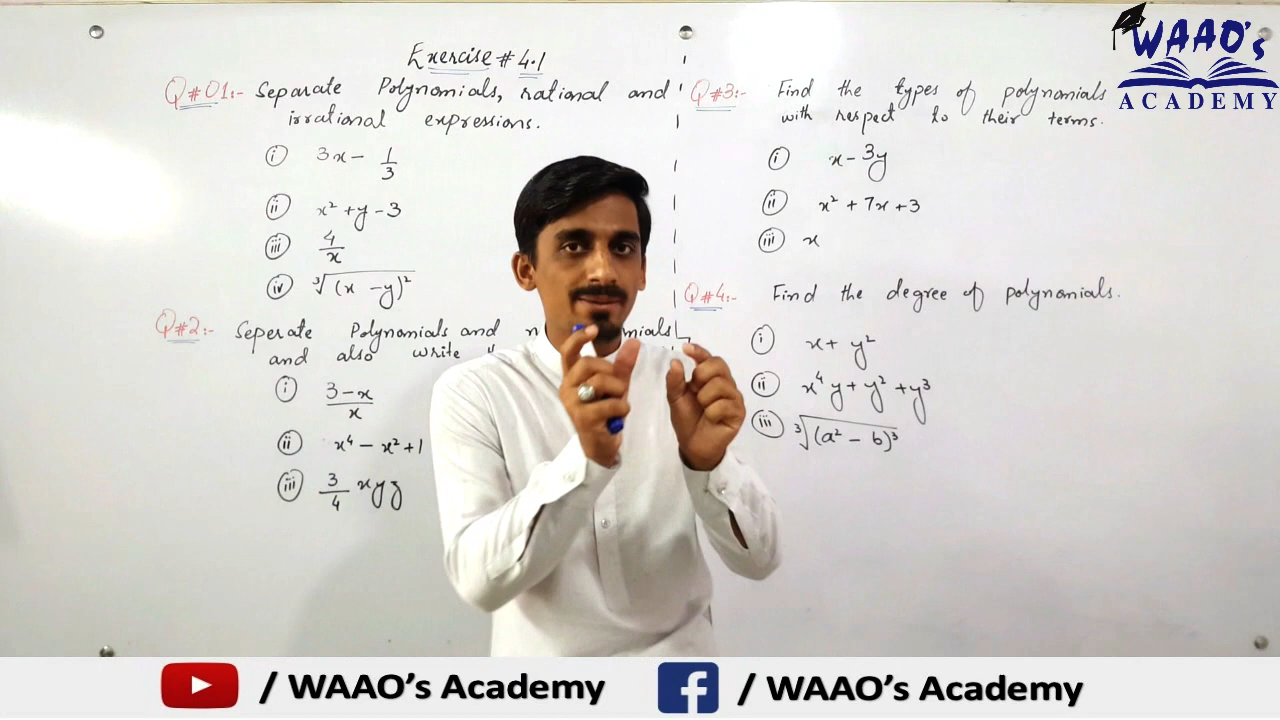 Exercise # 4.1
Q#01:- Separate Polynomials, rational and
irrational expressions.
(i) 3x - 1/3
(ii) x² + y - 3
(iii) 4/x
(iv) ∛(x - y)²
Q#2:- Seperate Polynomials and
and also write
(i) 3-x/x
(ii) x⁴ - x² + 1
(iii) 3/4 xyz
Q#3:- Find the types of polynomials
with respect to their terms.
(i) x - 3y
(ii) x² + 7x + 3
(iii) x
Q#4:- Find the degree of polynomials.
(i) x + y²
(ii) x⁴y + y² + y³
(iii) ∛(a² - b)³
WAAO's
ACADEMY
/ WAAO's Academy
/ WAAO's Academy